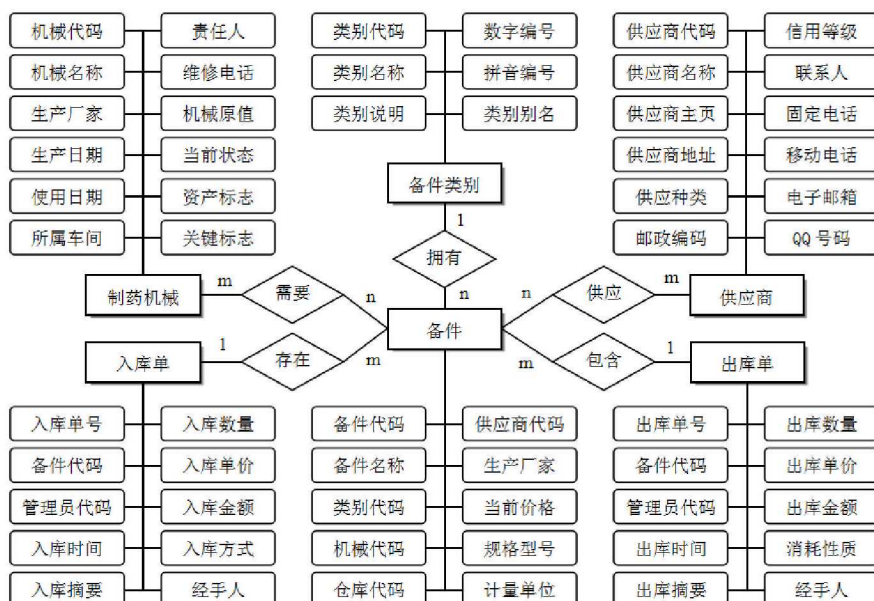 机械代码 责任人 类别代码 数字编号 供应商代码 信用等级
机械名称 维修电话 类别名称 拼音编号 供应商名称 联系人
生产厂家 机械原值 类别说明 类别别名 供应商主页 固定电话
生产日期 当前状态 供应商地址 移动电话
备件类别
使用日期 资产标志 供应种类 电子邮箱
1
所属车间 关键标志 邮政编码 QQ号码
拥有
制药机械 m 需要 n n n 供应 m 供应商
备件
入库单 1 存在 m m 包含 1 出库单
入库单号 入库数量 备件代码 供应商代码 出库单号 出库数量
备件代码 入库单价 备件名称 生产厂家 备件代码 出库单价
管理员代码 入库金额 类别代码 当前价格 管理员代码 出库金额
入库时间 入库方式 机械代码 规格型号 出库时间 消耗性质
入库摘要 经手人 仓库代码 计量单位 出库摘要 经手人